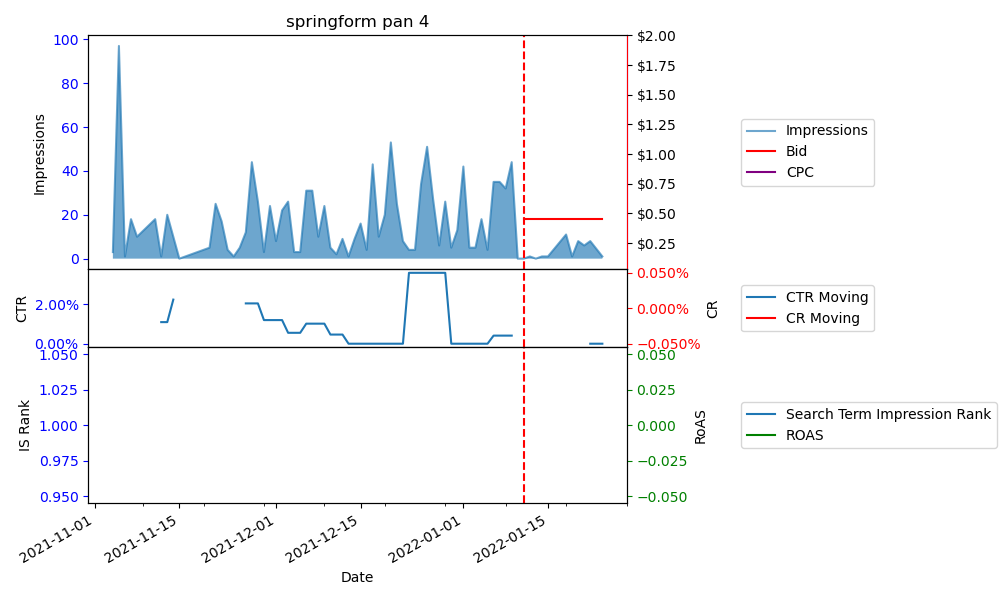 springform pan 4
Impressions
100
80
60
40
20
0
$2.00
$1.75
$1.50
$1.25
$1.00
$0.75
$0.50
$0.25
Impressions
Bid
CPC
CTR
2.00%
0.00%
0.050%
0.000%
−0.050%
CR
CTR Moving
CR Moving
IS Rank
1.050
1.025
1.000
0.975
0.950
0.050
0.025
0.000
−0.025
−0.050
RoAS
Search Term Impression Rank
ROAS
2021-11-01
2021-11-15
2021-12-01
2021-12-15
2022-01-01
2022-01-15
Date